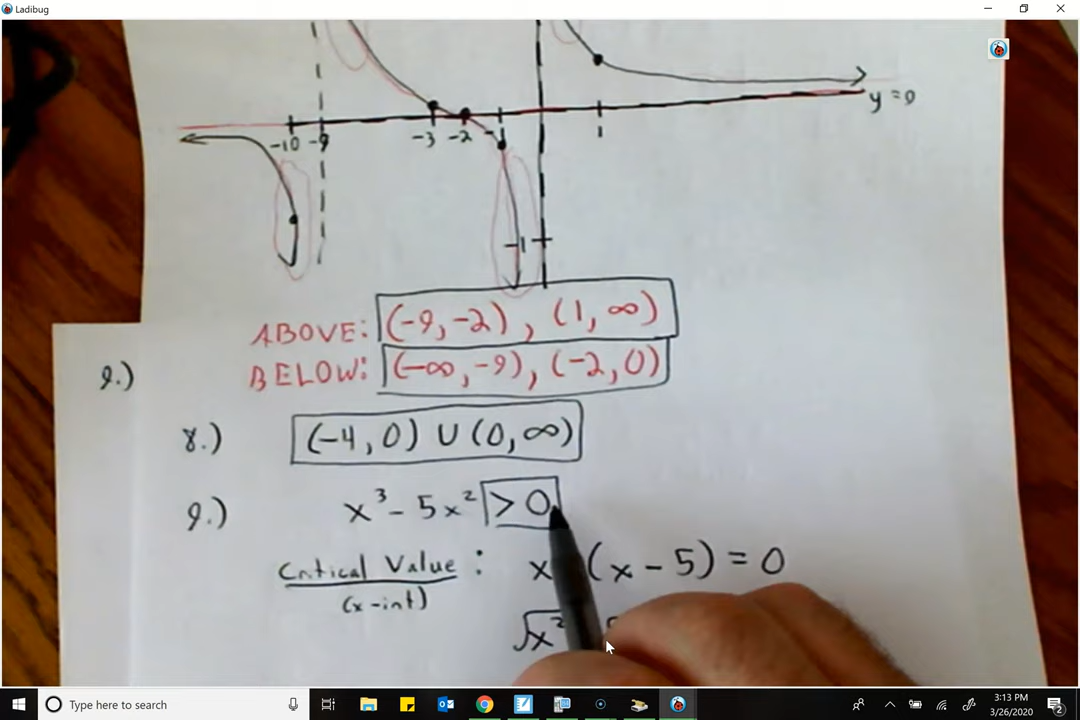 Ladibug
y = 0
-10 -9 -3 -2 -1 1
-1
ABOVE: (-9, -2), (1, ∞)
BELOW: (-∞, -9), (-2, 0)
9.)
8.) (-4, 0) ∪ (0, ∞)
9.) x³ - 5x² > 0
Critical Value : x (x - 5) = 0
(x-int)
√x²
Type here to search
3:13 PM
3/26/2020
2